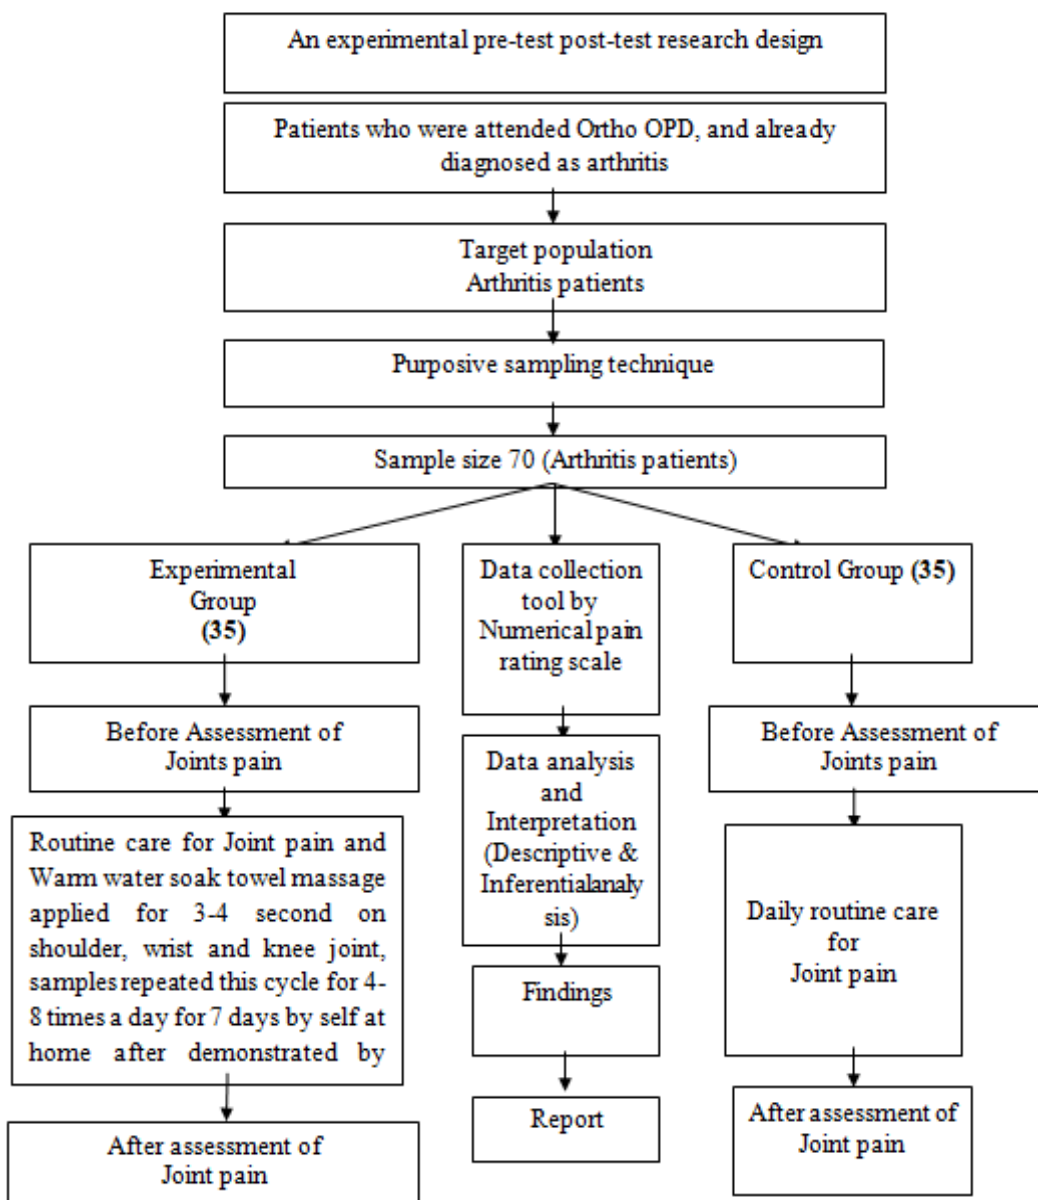 An experimental pre-test post-test research design
Patients who were attended Ortho OPD, and already
diagnosed as arthritis
Target population
Arthritis patients
Purposive sampling technique
Sample size 70 (Arthritis patients)
Experimental
Group
(35)
Before Assessment of
Joints pain
Routine care for Joint pain and
Warm water soak towel massage
applied for 3-4 second on
shoulder, wrist and knee joint,
samples repeated this cycle for 4-
8 times a day for 7 days by self at
home after demonstrated by
After assessment of
Joint pain
Data collection
tool by
Numerical pain
rating scale
Data analysis
and
Interpretation
(Descriptive &
Inferentialanaly
sis)
Findings
Report
Control Group (35)
Before Assessment of
Joints pain
Daily routine care
for
Joint pain
After assessment of
Joint pain